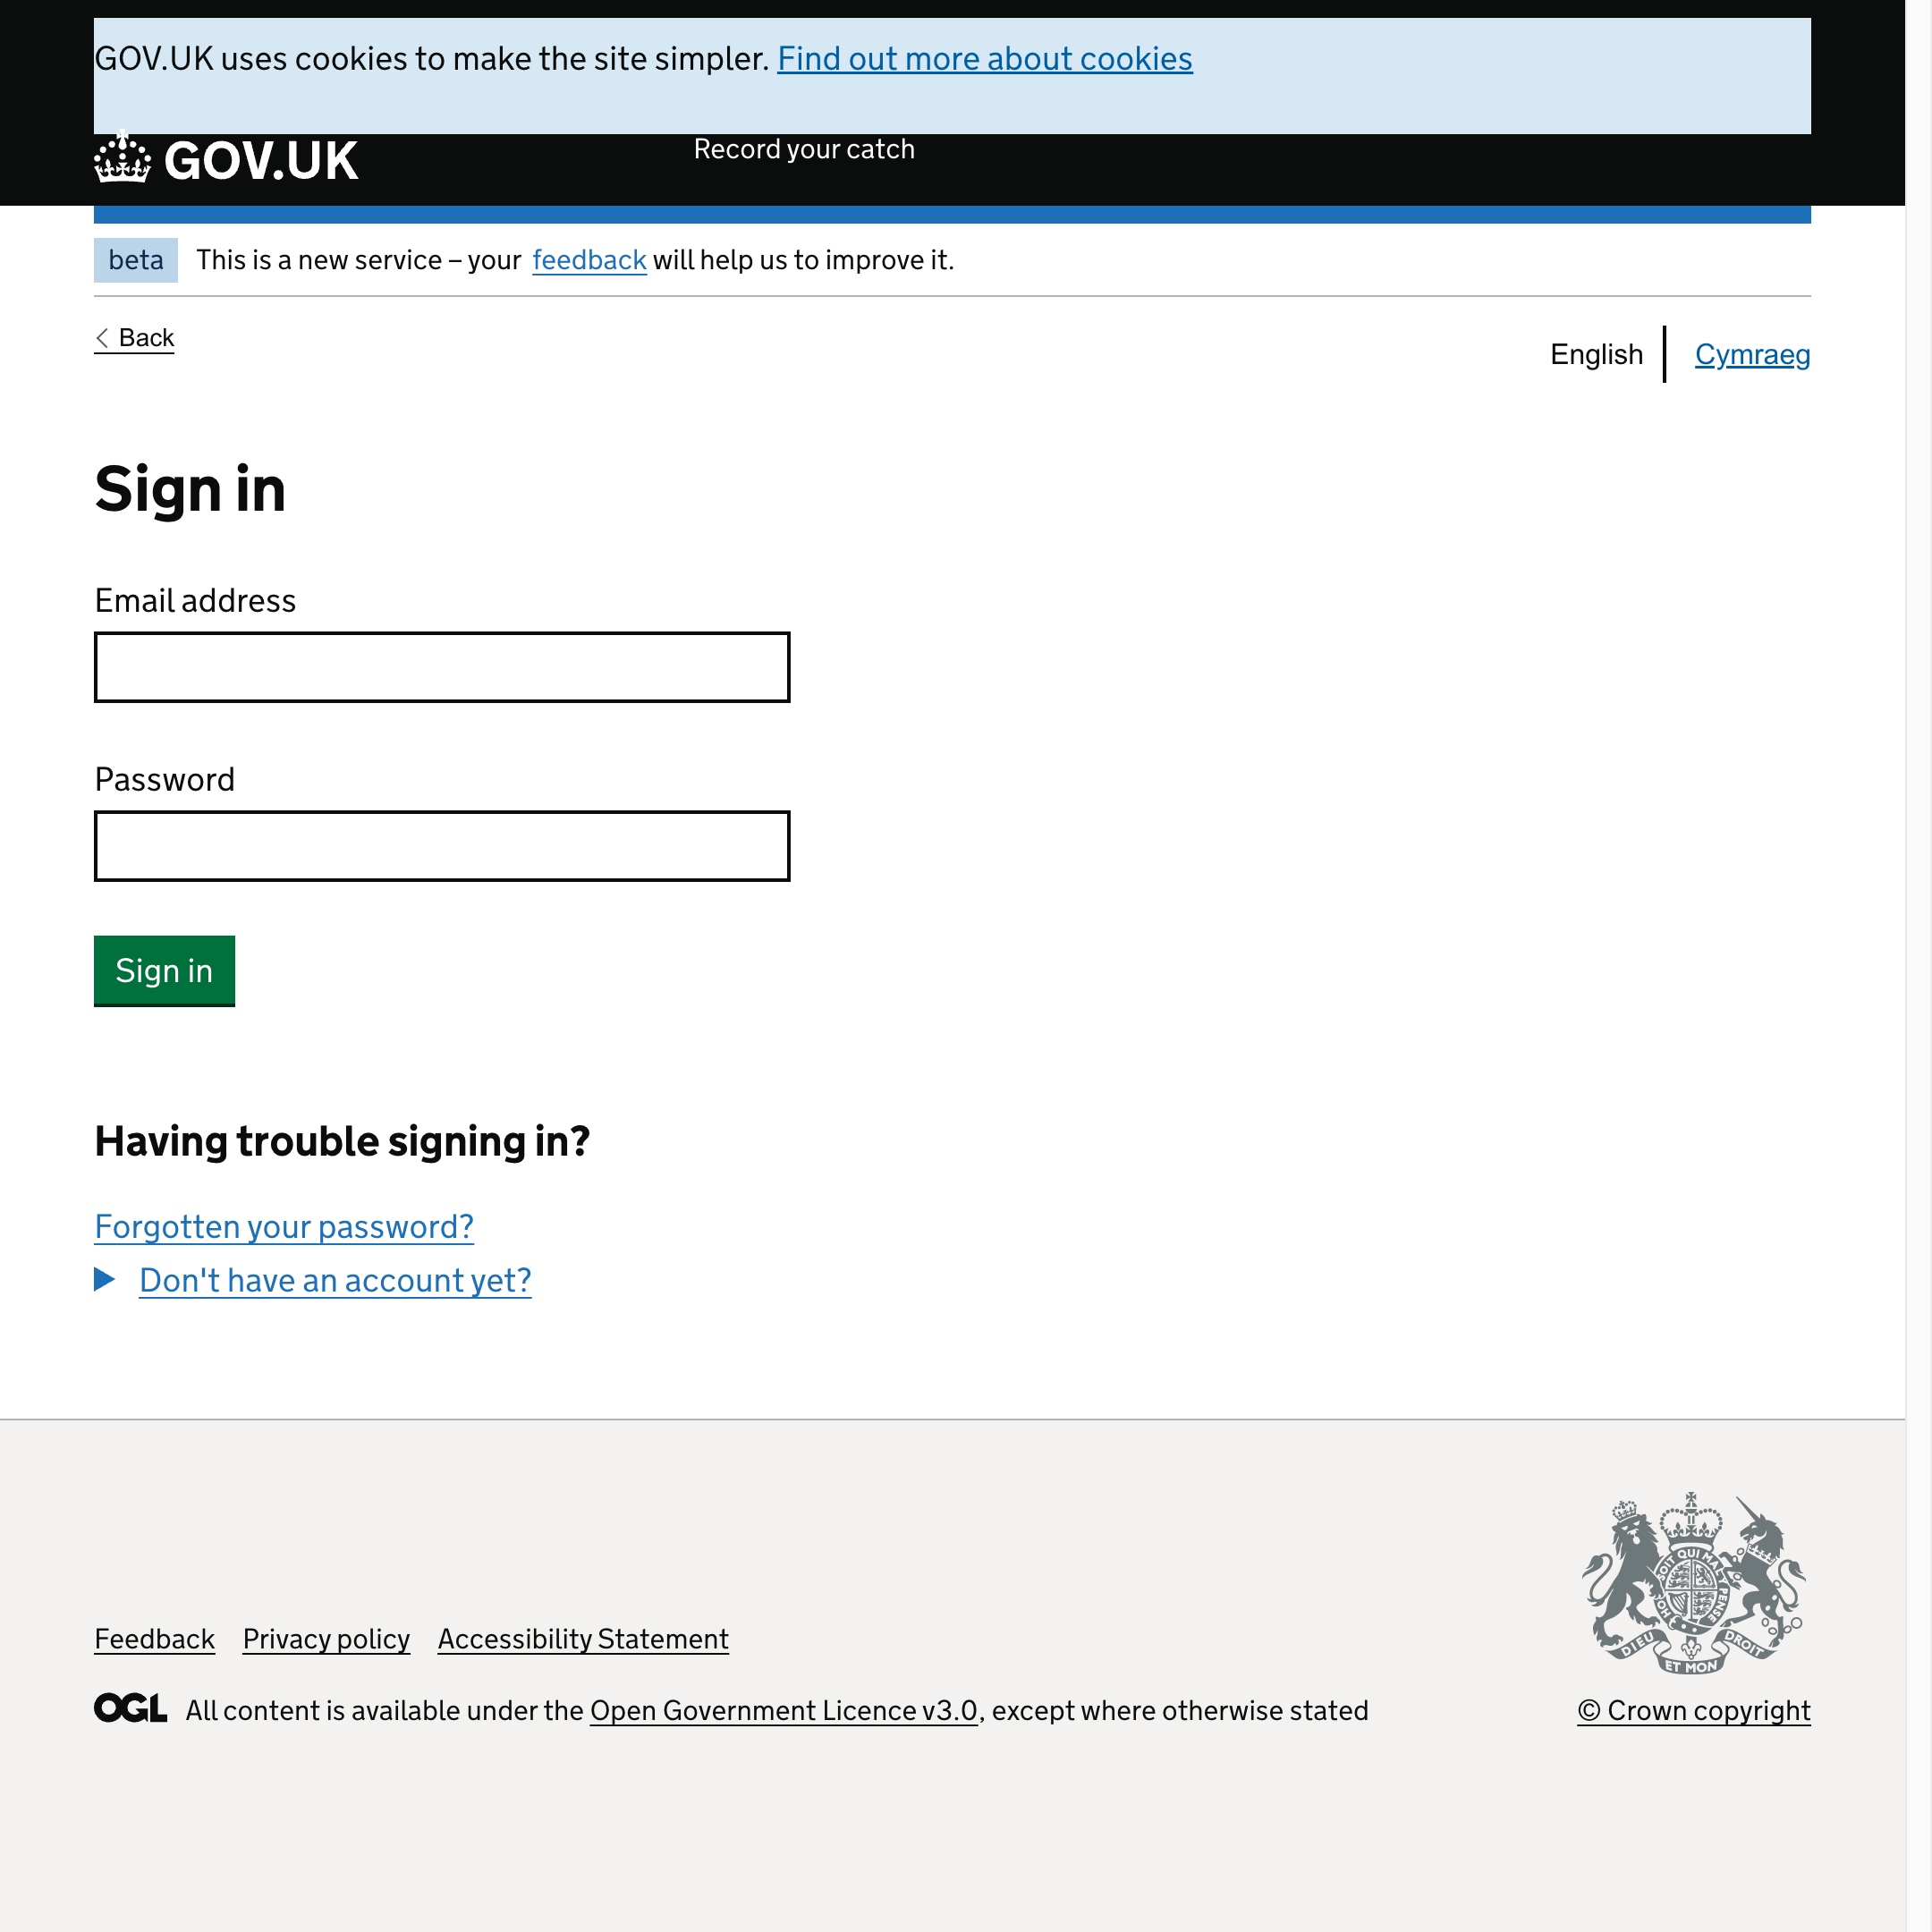 GOV.UK uses cookies to make the site simpler. Find out more about cookies
GOV.UK
Record your catch
beta This is a new service – your feedback will help us to improve it.
Back
English Cymraeg
Sign in
Email address
Password
Sign in
Having trouble signing in?
Forgotten your password?
Don't have an account yet?
DIEU ET MON DROIT
Feedback Privacy policy Accessibility Statement
OGL All content is available under the Open Government Licence v3.0, except where otherwise stated
© Crown copyright